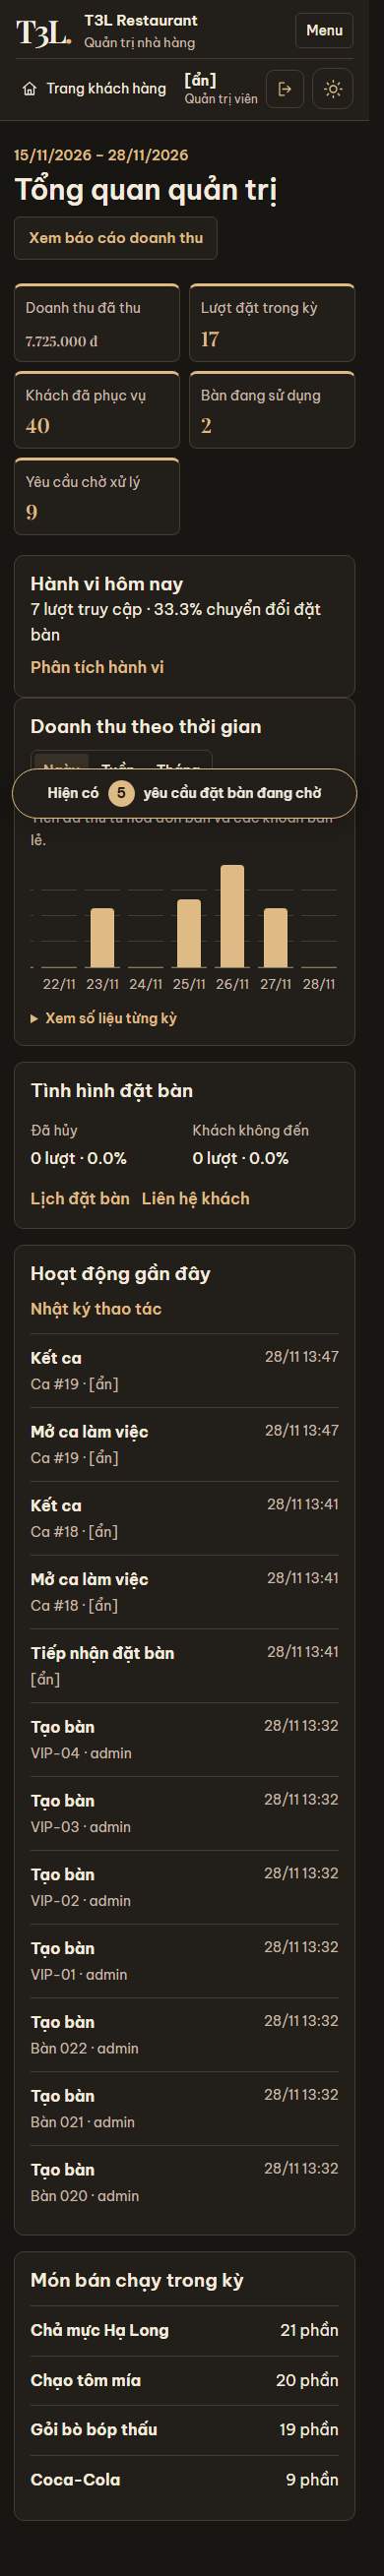 T3L.
T3L Restaurant
Quản trị nhà hàng
Menu
Trang khách hàng
[ẩn]
Quản trị viên
15/11/2026 – 28/11/2026
Tổng quan quản trị
Xem báo cáo doanh thu
Doanh thu đã thu
7.725.000 đ
Lượt đặt trong kỳ
17
Khách đã phục vụ
40
Bàn đang sử dụng
2
Yêu cầu chờ xử lý
9
Hành vi hôm nay
7 lượt truy cập · 33.3% chuyển đổi đặt
bàn
Phân tích hành vi
Doanh thu theo thời gian
Hiện có 5 yêu cầu đặt bàn đang chờ
lẻ.
22/11 23/11 24/11 25/11 26/11 27/11 28/11
Xem số liệu từng kỳ
Tình hình đặt bàn
Đã hủy
0 lượt · 0.0%
Khách không đến
0 lượt · 0.0%
Lịch đặt bàn Liên hệ khách
Hoạt động gần đây
Nhật ký thao tác
Kết ca 28/11 13:47
Ca #19 · [ẩn]
Mở ca làm việc 28/11 13:47
Ca #19 · [ẩn]
Kết ca 28/11 13:41
Ca #18 · [ẩn]
Mở ca làm việc 28/11 13:41
Ca #18 · [ẩn]
Tiếp nhận đặt bàn 28/11 13:41
[ẩn]
Tạo bàn 28/11 13:32
VIP-04 · admin
Tạo bàn 28/11 13:32
VIP-03 · admin
Tạo bàn 28/11 13:32
VIP-02 · admin
Tạo bàn 28/11 13:32
VIP-01 · admin
Tạo bàn 28/11 13:32
Bàn 022 · admin
Tạo bàn 28/11 13:32
Bàn 021 · admin
Tạo bàn 28/11 13:32
Bàn 020 · admin
Món bán chạy trong kỳ
Chả mực Hạ Long 21 phần
Chạo tôm mía 20 phần
Gỏi bò bóp thấu 19 phần
Coca-Cola 9 phần